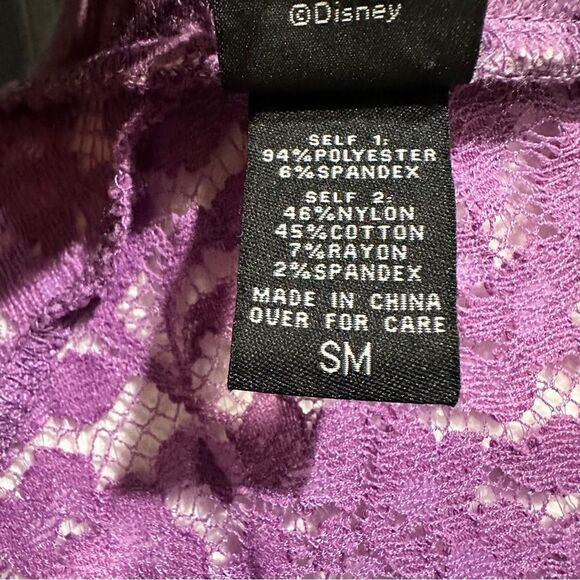 ©Disney
SELF 1:
94%POLYESTER
6%SPANDEX
SELF 2:
46%NYLON
45%COTTON
7%RAYON
2%SPANDEX
MADE IN CHINA
OVER FOR CARE
SM